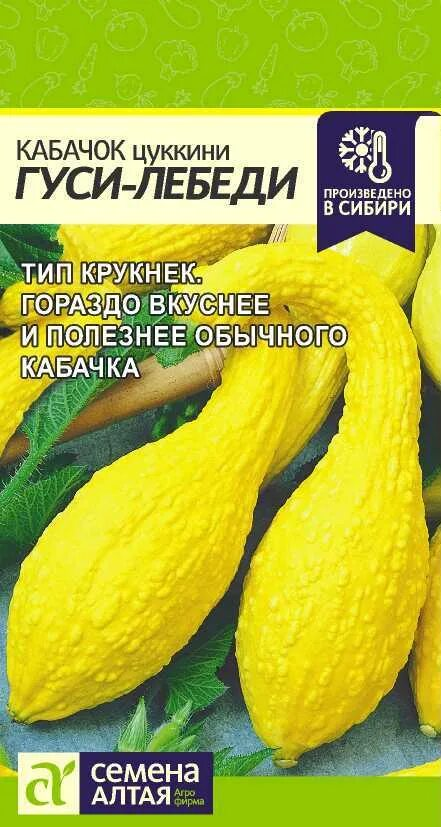 КАБАЧОК цуккини
ГУСИ-ЛЕБЕДИ
ПРОИЗВЕДЕНО
В СИБИРИ
ТИП КРУКНЕК.
ГОРАЗДО ВКУСНЕЕ
И ПОЛЕЗНЕЕ ОБЫЧНОГО
КАБАЧКА
семена
АЛТАЯ Агро
фирма